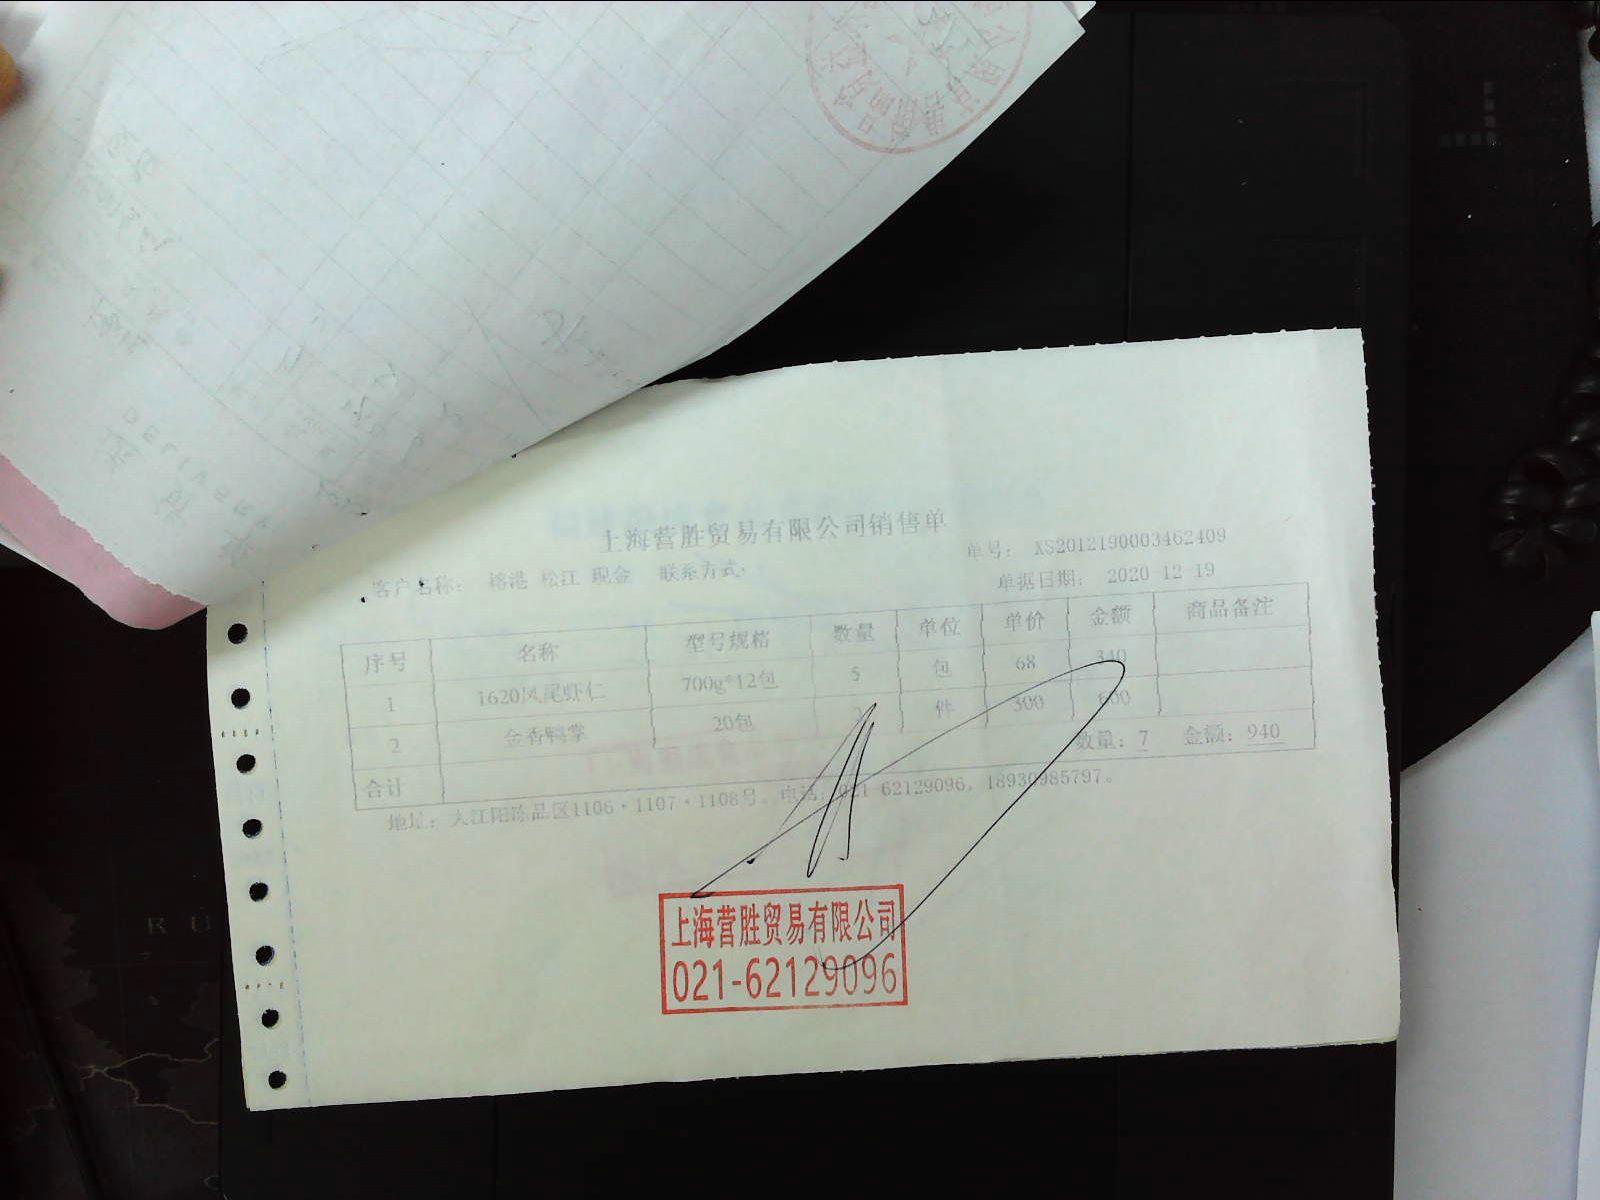 上海营胜贸易有限公司销售单
单号： XS2012190003462409
客户名称： 榕港 松江 现金 联系方式：
单据日期： 2020-12-19
序号 名称 型号规格 数量 单位 单价 金额 商品备注
1 1620凤尾虾仁 700g*12包 5 包 68 340
2 金香鸭掌 20包 2 件 300 600
合计 数量：7 金额：940
地址：大江阳冻品区1106·1107·1108号。电话：021-62129096，18930985797。
上海营胜贸易有限公司
021-62129096